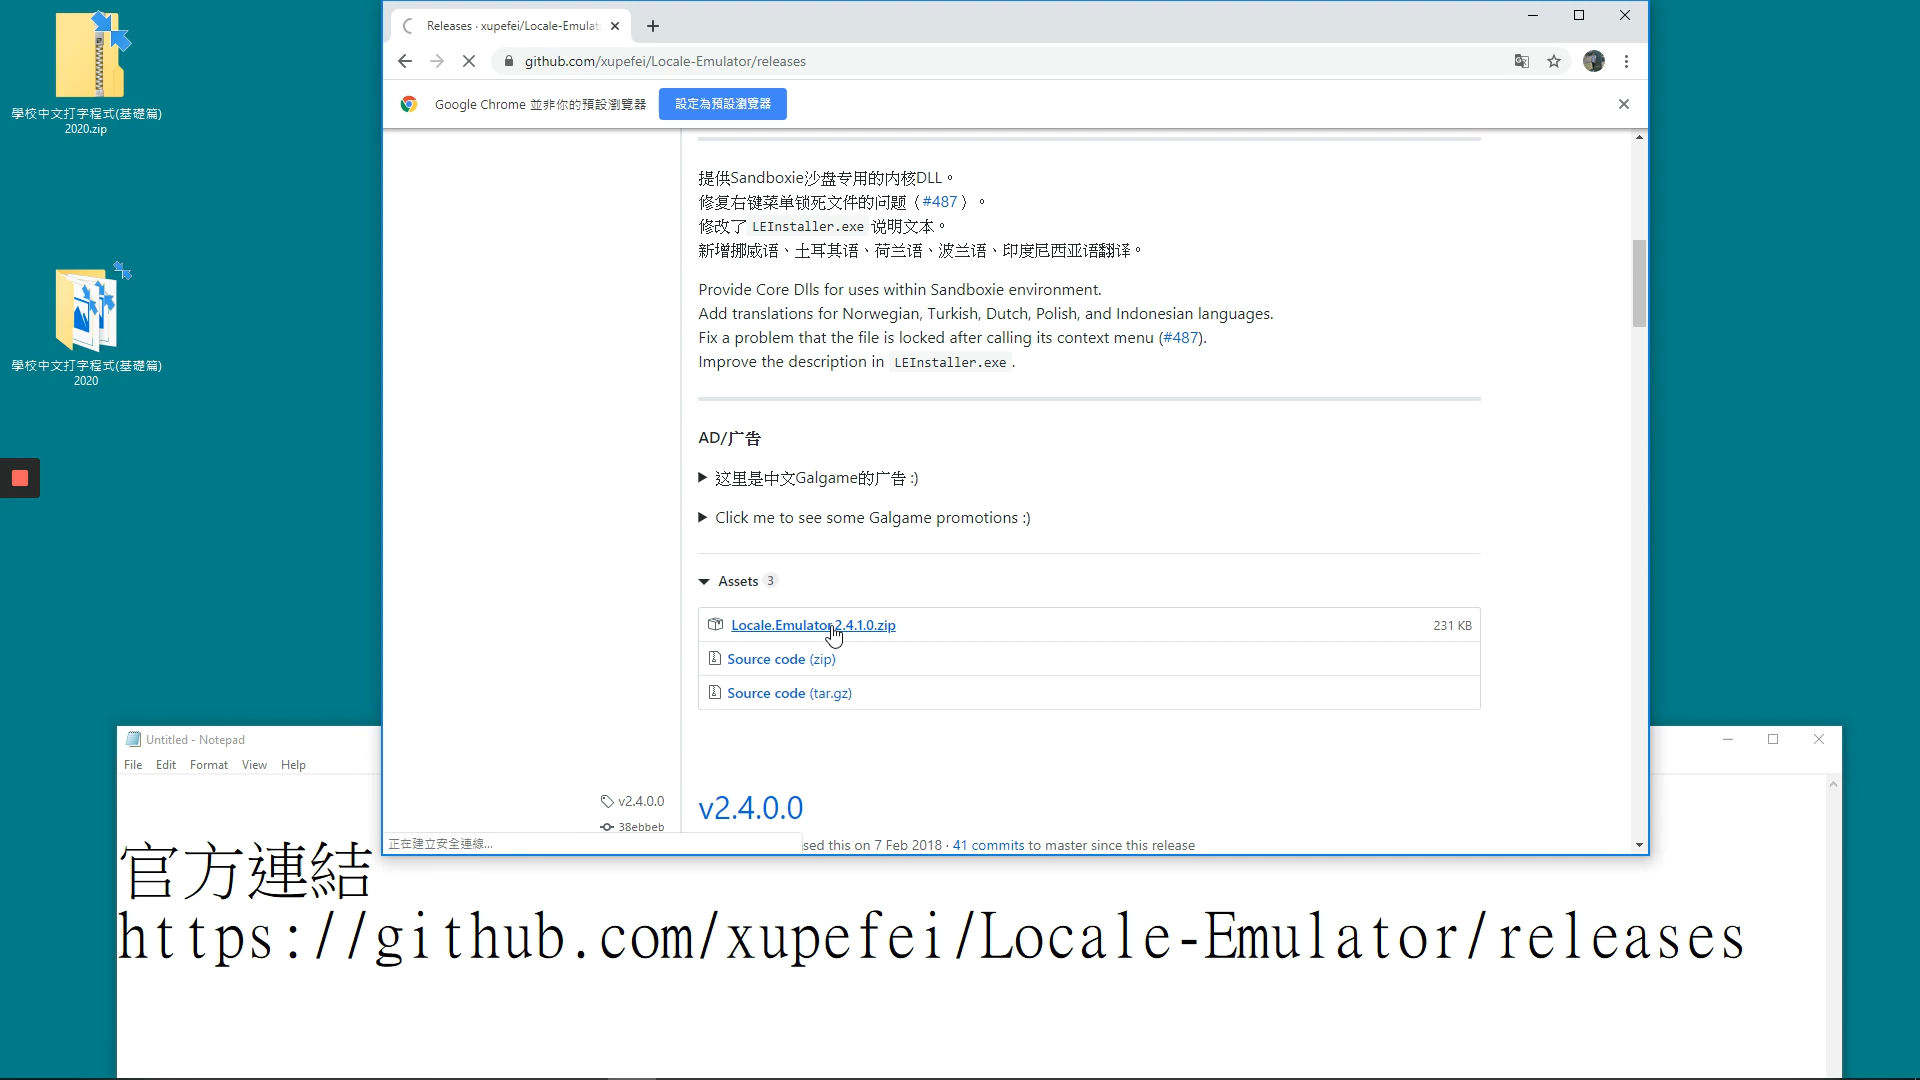 學校中文打字程式(基礎篇)
2020.zip
學校中文打字程式(基礎篇)
2020
Releases · xupefei/Locale-Emulat
github.com/xupefei/Locale-Emulator/releases
Google Chrome 並非你的預設瀏覽器
設定為預設瀏覽器
提供Sandboxie沙盘专用的内核DLL。
修复右键菜单锁死文件的问题（#487）。
修改了 LEInstaller.exe 说明文本。
新增挪威语、土耳其语、荷兰语、波兰语、印度尼西亚语翻译。
Provide Core Dlls for uses within Sandboxie environment.
Add translations for Norwegian, Turkish, Dutch, Polish, and Indonesian languages.
Fix a problem that the file is locked after calling its context menu (#487).
Improve the description in LEInstaller.exe .
AD/广告
这里是中文Galgame的广告 :)
Click me to see some Galgame promotions :)
Assets 3
Locale.Emulator.2.4.1.0.zip 231 KB
Source code (zip)
Source code (tar.gz)
v2.4.0.0
38ebbeb
v2.4.0.0
sed this on 7 Feb 2018 · 41 commits to master since this release
正在建立安全連線...
Untitled - Notepad
File Edit Format View Help
官方連結
https://github.com/xupefei/Locale-Emulator/releases